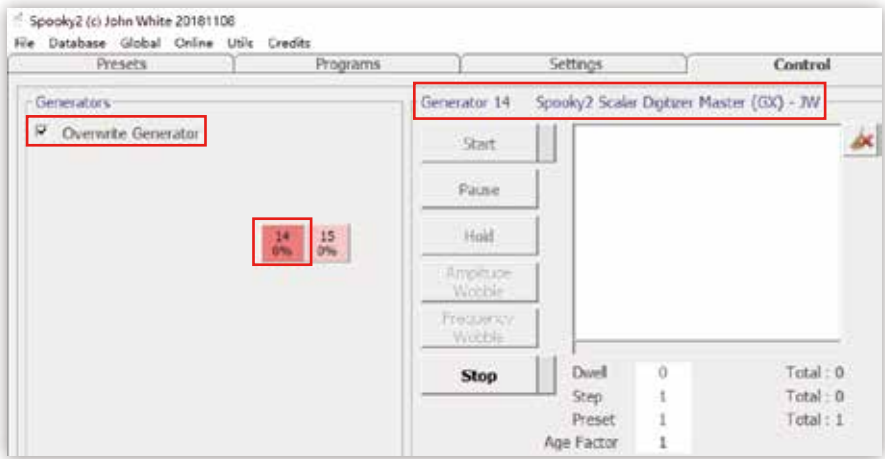 Spooky2 (c) John White 20181108
File Database Global Online Utils Credits
Presets Programs Settings Control
Generators
Overwrite Generator
14
0%
15
0%
Generator 14 Spooky2 Scalar Digitizer Master (GX) - JW
Start
Pause
Hold
Amplitude
Wobble
Frequency
Wobble
Stop
Dwell 0 Total : 0
Step 1 Total : 0
Preset 1 Total : 1
Age Factor 1